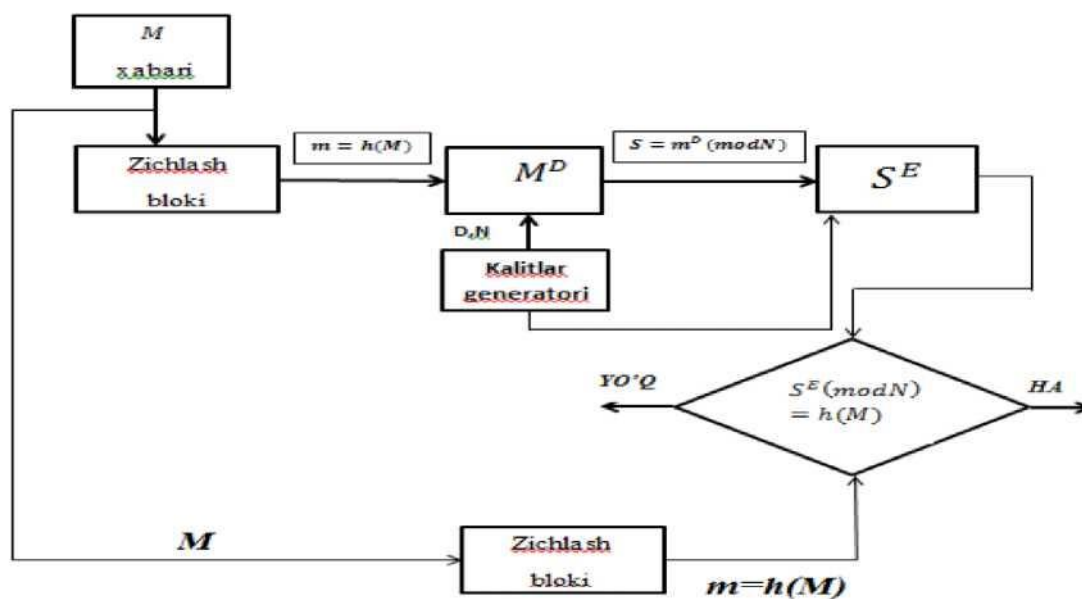 M
xabari
Zichlash
bloki
m = h(M)
M^D
S = m^D (modN)
S^E
D,N
Kalitlar
generatori
YO'Q
S^E(modN)
= h(M)
HA
M
Zichlash
bloki
m=h(M)